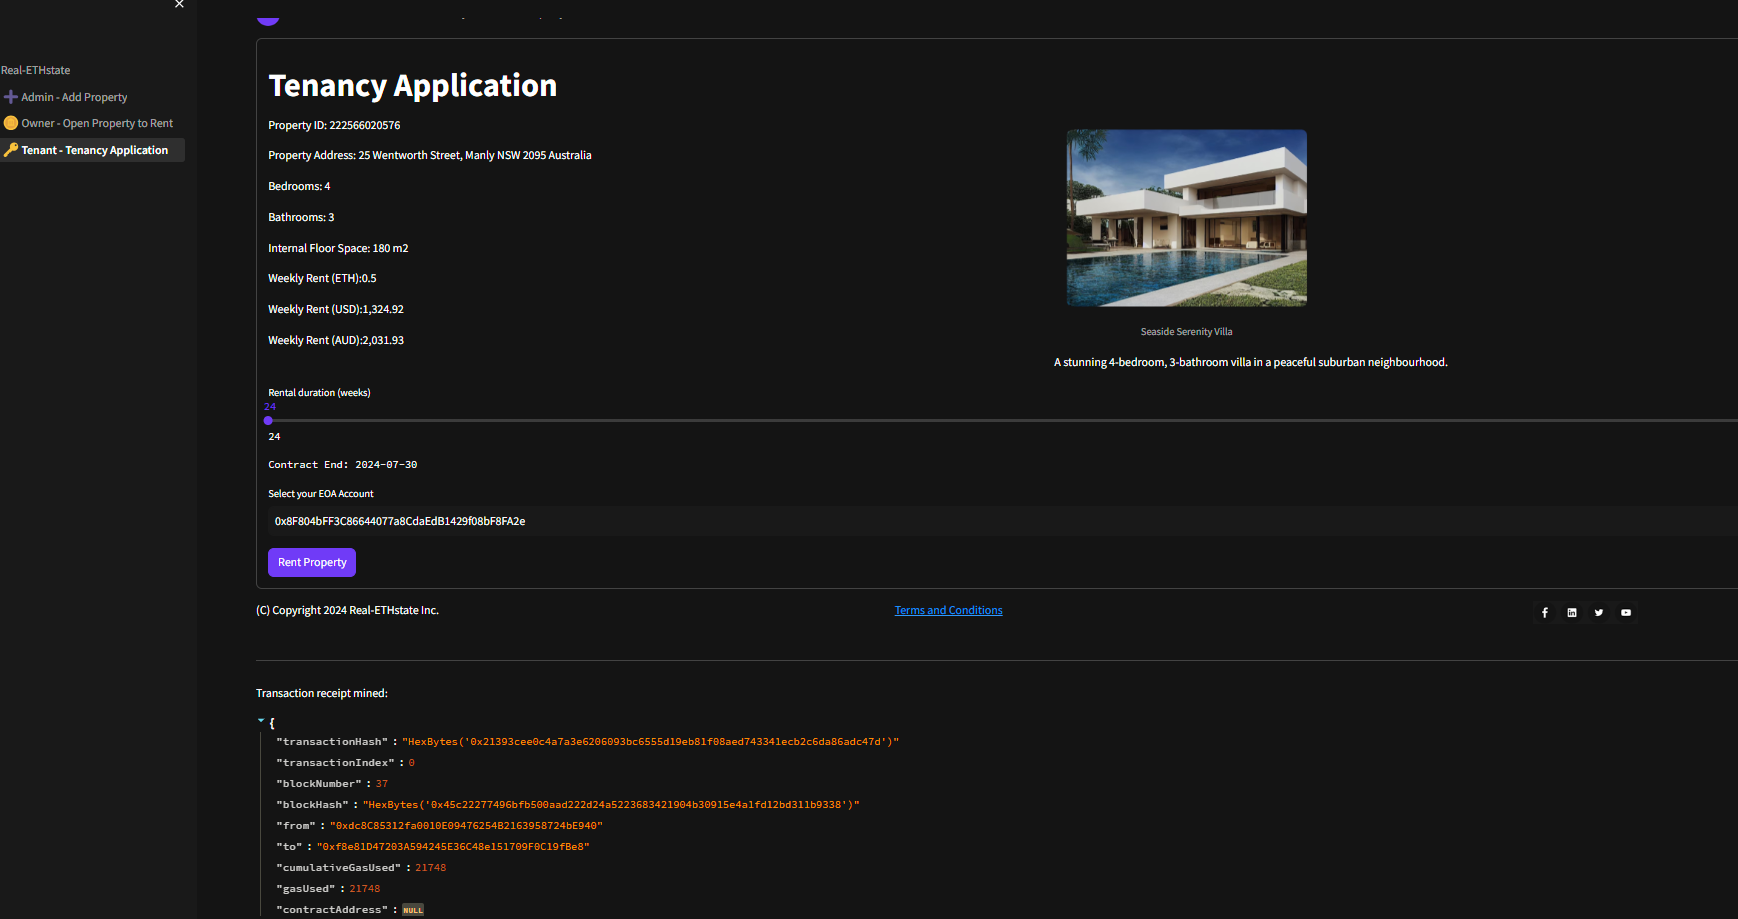 Real-ETHstate
Admin - Add Property
Owner - Open Property to Rent
Tenant - Tenancy Application
Tenancy Application
Property ID: 222566020576
Property Address: 25 Wentworth Street, Manly NSW 2095 Australia
Bedrooms: 4
Bathrooms: 3
Internal Floor Space: 180 m2
Weekly Rent (ETH):0.5
Weekly Rent (USD):1,324.92
Weekly Rent (AUD):2,031.93
Seaside Serenity Villa
A stunning 4-bedroom, 3-bathroom villa in a peaceful suburban neighbourhood.
Rental duration (weeks)
24
24
Contract End: 2024-07-30
Select your EOA Account
0x8F804bFF3C86644077a8CdaEdB1429f08bF8FA2e
Rent Property
(C) Copyright 2024 Real-ETHstate Inc.
Terms and Conditions
Transaction receipt mined:
{
"transactionHash" : "HexBytes('0x21393cee0c4a7a3e6206093bc6555d19eb81f08aed743341ecb2c6da86adc47d')"
"transactionIndex" : 0
"blockNumber" : 37
"blockHash" : "HexBytes('0x45c22277496bfb500aad222d24a5223683421904b30915e4a1fd12bd311b9338')"
"from" : "0xdc8C85312fa0010E09476254B2163958724bE940"
"to" : "0xf8e81D47203A594245E36C48e151709F0C19fBe8"
"cumulativeGasUsed" : 21748
"gasUsed" : 21748
"contractAddress" : NULL